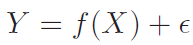 Y = f(X) + ϵ